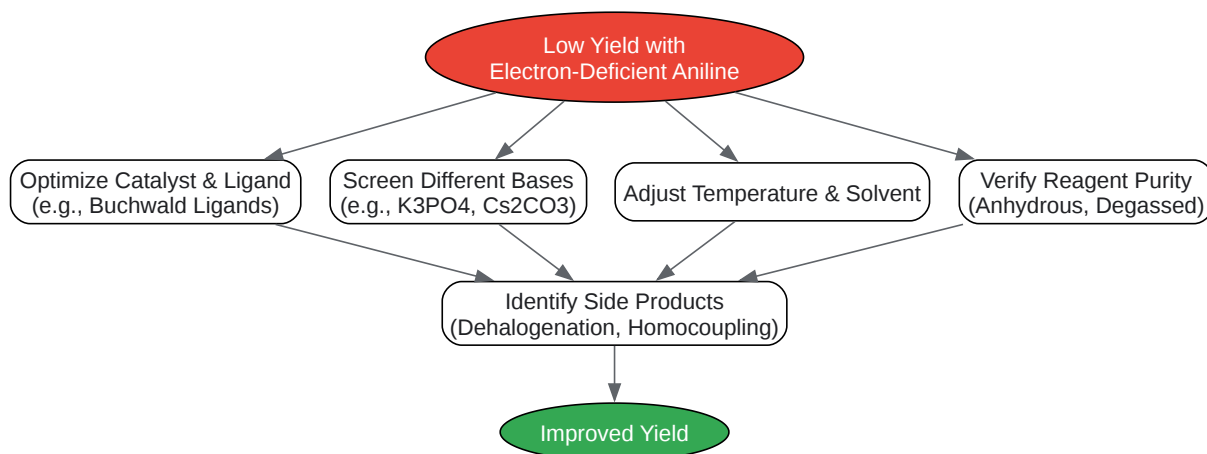 Low Yield with
Electron-Deficient Aniline
Optimize Catalyst & Ligand
(e.g., Buchwald Ligands)
Screen Different Bases
(e.g., K3PO4, Cs2CO3)
Adjust Temperature & Solvent
Verify Reagent Purity
(Anhydrous, Degassed)
Identify Side Products
(Dehalogenation, Homocoupling)
Improved Yield